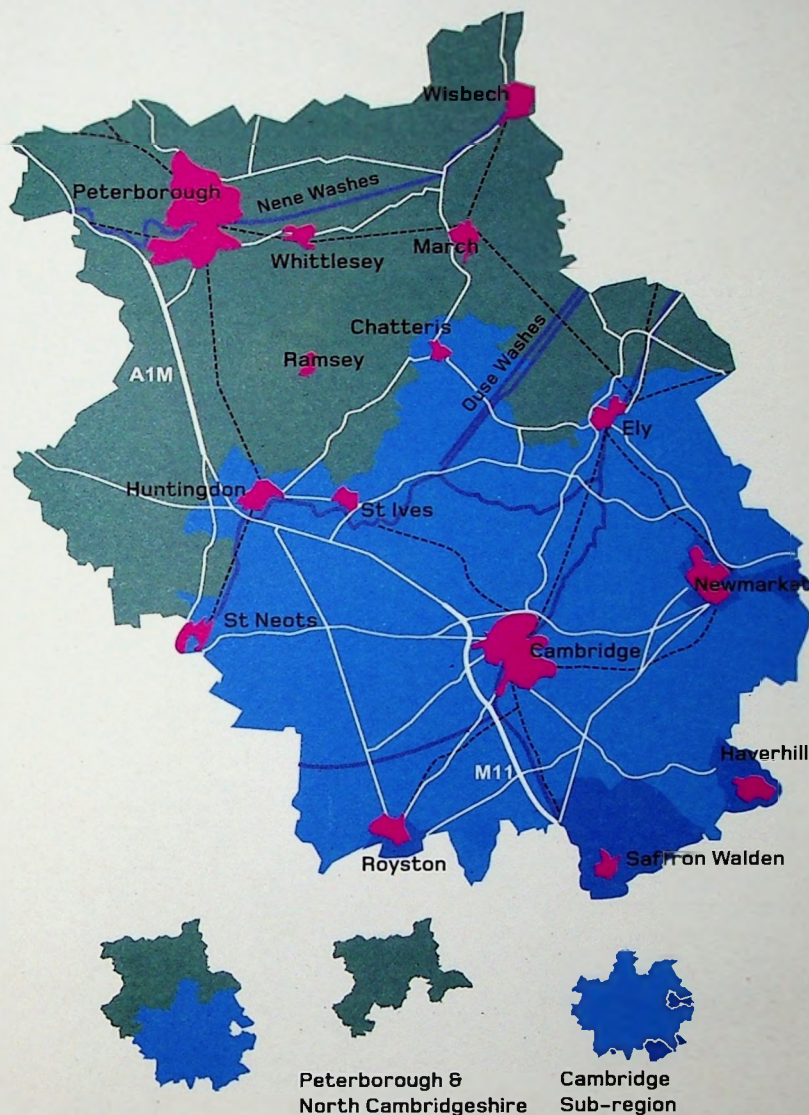 Wisbech
Peterborough
Nene Washes
Whittlesey
March
Chatteris
Ramsey
Ouse Washes
A1M
Ely
Huntingdon
St Ives
Newmarket
St Neots
Cambridge
Haverhill
M11
Royston
Saffron Walden
Peterborough &
North Cambridgeshire
Cambridge
Sub-region